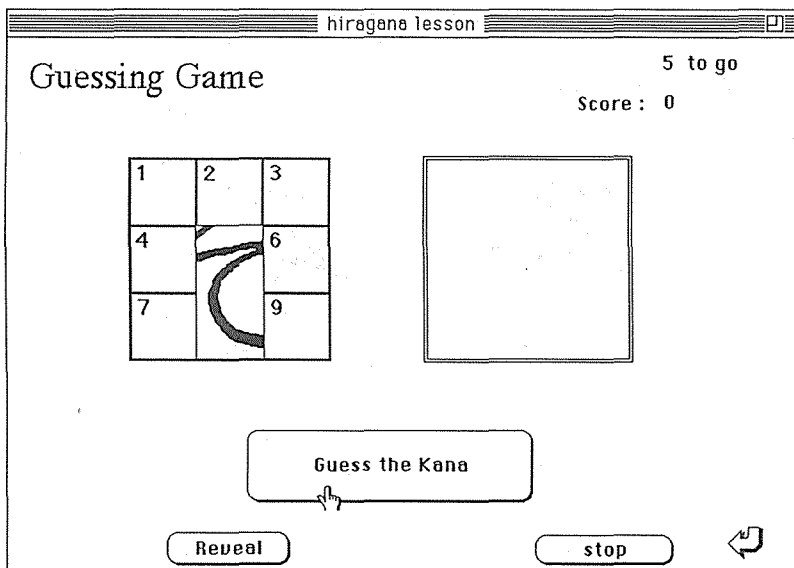 hiragana lesson
Guessing Game
5 to go
Score : 0
1 2 3
4 6
7 9
Guess the Kana
Reveal
stop